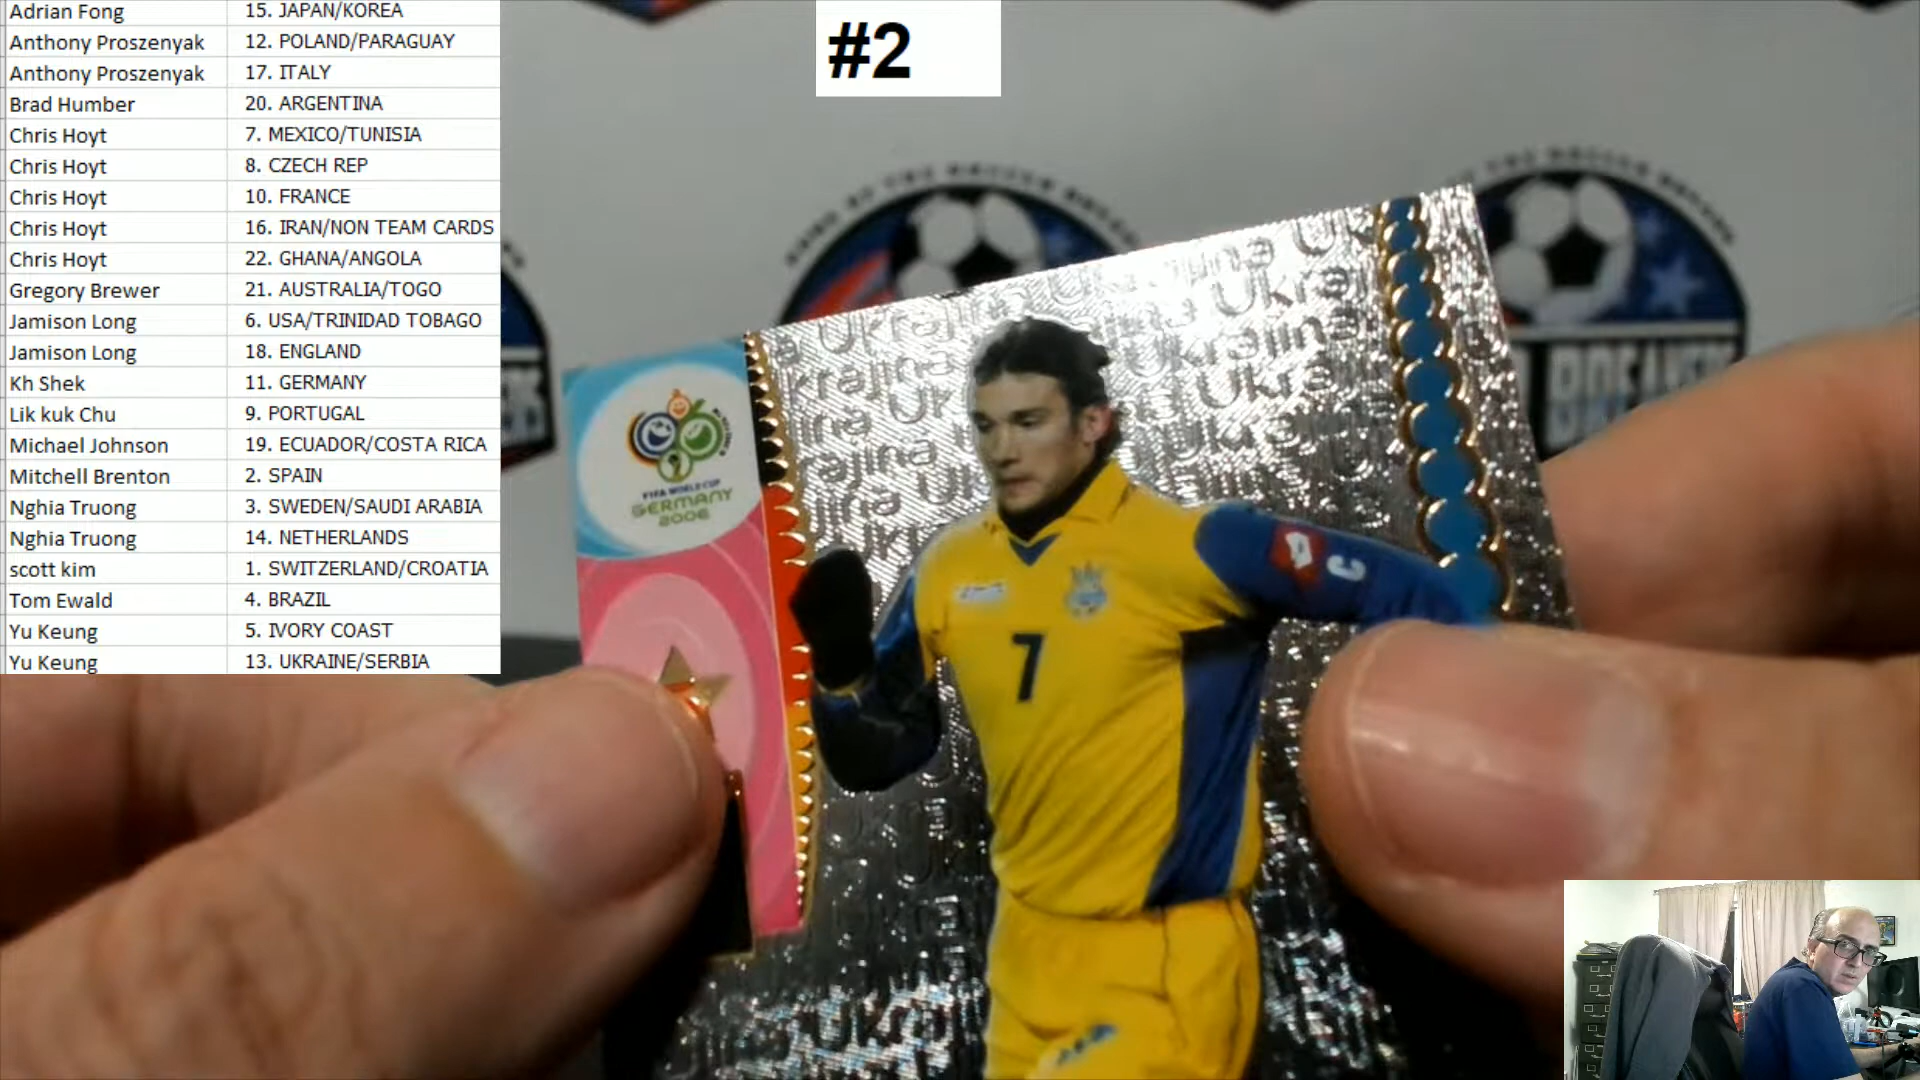 Adrian Fong 15. JAPAN/KOREA
Anthony Proszenyak 12. POLAND/PARAGUAY
Anthony Proszenyak 17. ITALY
Brad Humber 20. ARGENTINA
Chris Hoyt 7. MEXICO/TUNISIA
Chris Hoyt 8. CZECH REP
Chris Hoyt 10. FRANCE
Chris Hoyt 16. IRAN/NON TEAM CARDS
Chris Hoyt 22. GHANA/ANGOLA
Gregory Brewer 21. AUSTRALIA/TOGO
Jamison Long 6. USA/TRINIDAD TOBAGO
Jamison Long 18. ENGLAND
Kh Shek 11. GERMANY
Lik kuk Chu 9. PORTUGAL
Michael Johnson 19. ECUADOR/COSTA RICA
Mitchell Brenton 2. SPAIN
Nghia Truong 3. SWEDEN/SAUDI ARABIA
Nghia Truong 14. NETHERLANDS
scott kim 1. SWITZERLAND/CROATIA
Tom Ewald 4. BRAZIL
Yu Keung 5. IVORY COAST
Yu Keung 13. UKRAINE/SERBIA
#2
Ukrajina
FIFA WORLD CUP
GERMANY
2006
C
7